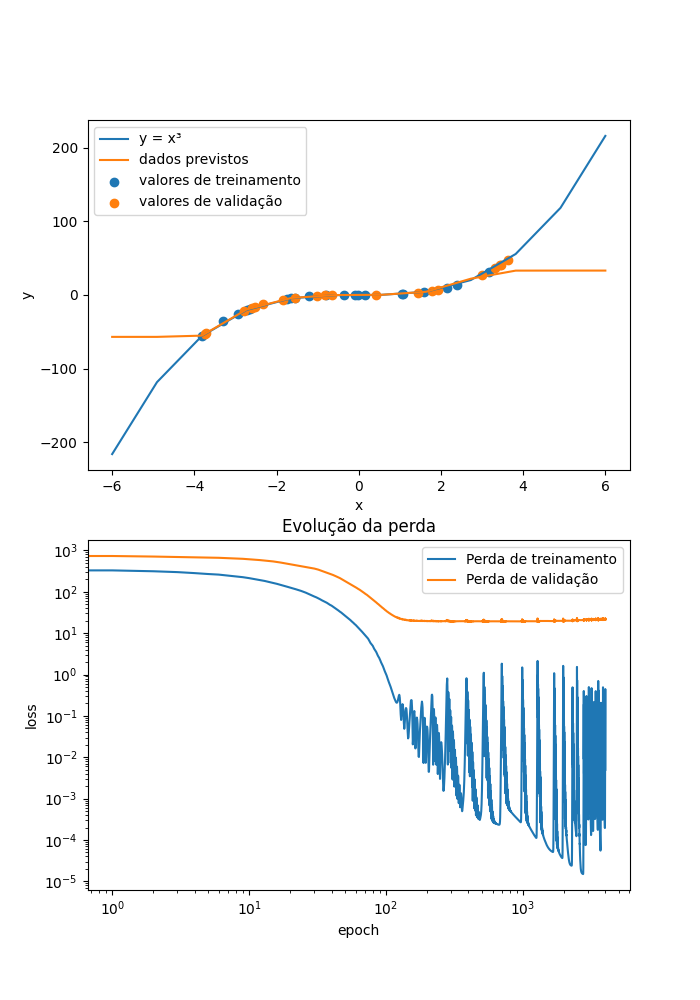 y = x³
dados previstos
valores de treinamento
valores de validação
200
100
0
−100
−200
y
−6
−4
−2
0
2
4
6
x
Evolução da perda
Perda de treinamento
Perda de validação
10³
10²
10¹
10⁰
10⁻¹
10⁻²
10⁻³
10⁻⁴
10⁻⁵
loss
10⁰
10¹
10²
10³
epoch